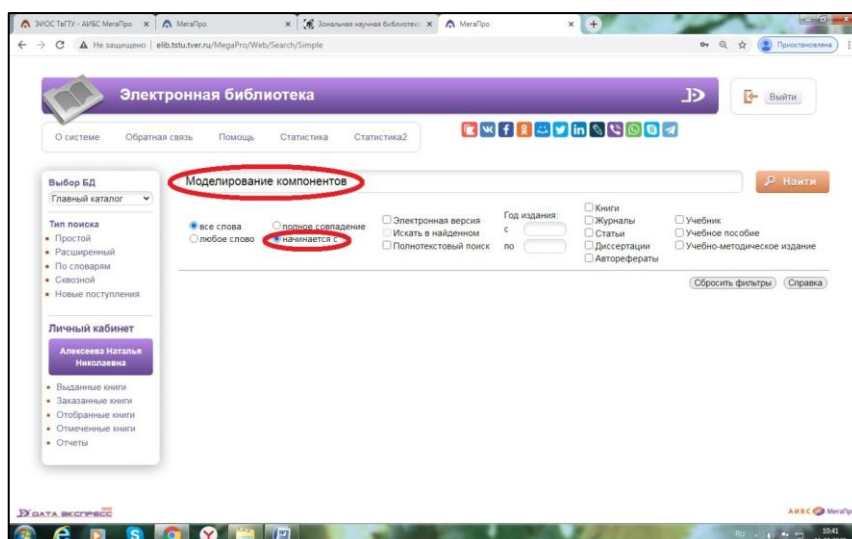 ЭИОС ТвГТУ - АИБС МегаПро
МегаПро
Зональная научная библиотека
МегаПро
Не защищено | elib.tstu.tver.ru/MegaPro/Web/Search/Simple
Приостановлена
Электронная библиотека
Выйти
О системе Обратная связь Помощь Статистика Статистика2
Выбор БД
Главный каталог
Тип поиска
Простой
Расширенный
По словарям
Сквозной
Новые поступления
Личный кабинет
Алексеева Наталья
Николаевна
Выданные книги
Заказанные книги
Отобранные книги
Отмеченные книги
Отчеты
Моделирование компонентов
Найти
все слова полное совпадение
любое слово начинается с
Электронная версия
Искать в найденном
Полнотекстовый поиск
Год издания:
с
по
Книги
Журналы
Статьи
Диссертации
Авторефераты
Учебник
Учебное пособие
Учебно-методическое издание
Сбросить фильтры Справка
ДАТА ЭКСПРЕСС
АИБС МегаПро
RU 10:41